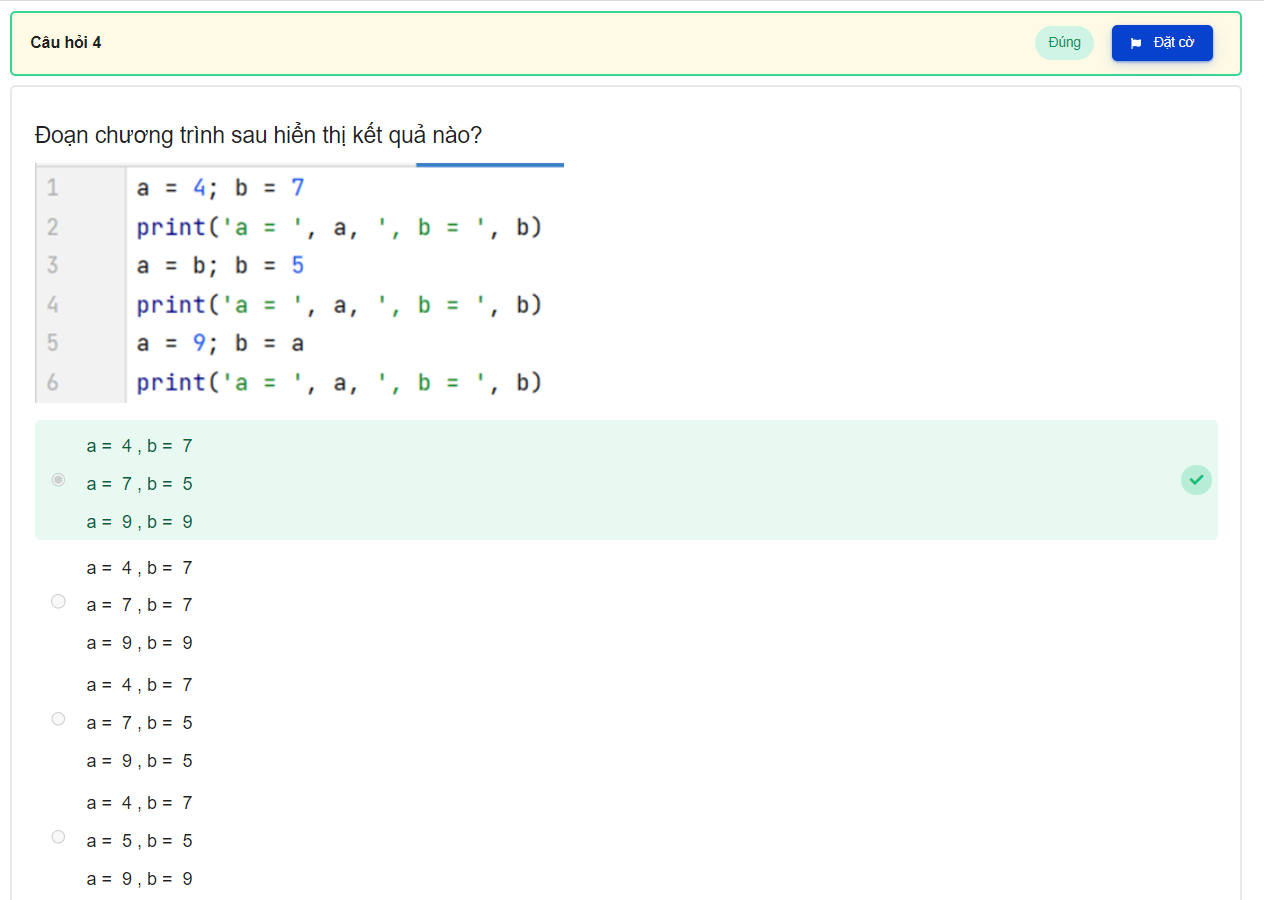 Câu hỏi 4
Đúng
Đặt cờ
Đoạn chương trình sau hiển thị kết quả nào?
1 a = 4; b = 7
2 print('a = ', a, ', b = ', b)
3 a = b; b = 5
4 print('a = ', a, ', b = ', b)
5 a = 9; b = a
6 print('a = ', a, ', b = ', b)
a =  4 , b =  7
a =  7 , b =  5
a =  9 , b =  9
a =  4 , b =  7
a =  7 , b =  7
a =  9 , b =  9
a =  4 , b =  7
a =  7 , b =  5
a =  9 , b =  5
a =  4 , b =  7
a =  5 , b =  5
a =  9 , b =  9